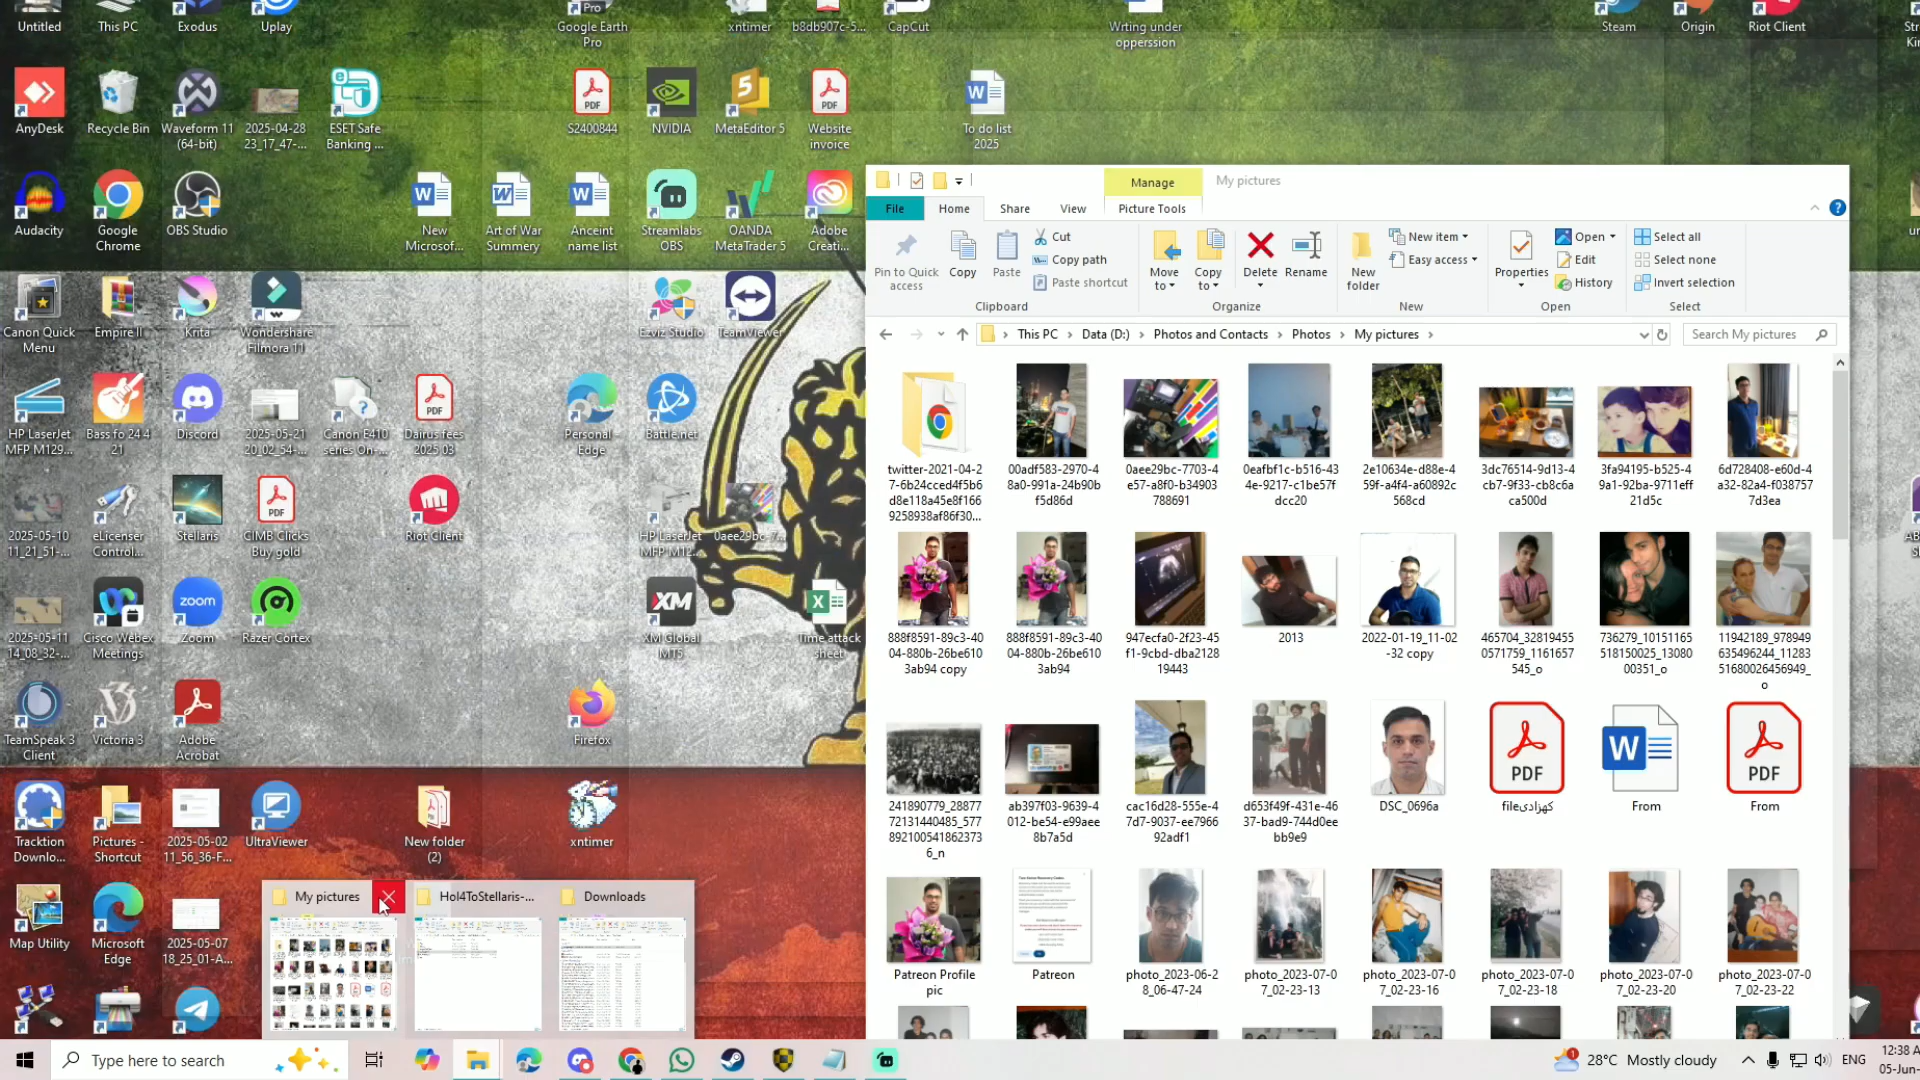 Untitled
This PC
Exodus
Uplay
Google Earth
Pro
xntimer
b8db907c-5...
CapCut
Wrting under
opperssion
Steam
Origin
Riot Client
AnyDesk
Recycle Bin
Waveform 11
(64-bit)
2025-04-28
23_17_47-...
ESET Safe
Banking ...
S2400844
NVIDIA
MetaEditor 5
Website
invoice
To do list
2025
Audacity
Google
Chrome
OBS Studio
New
Microsof...
Art of War
Summery
Anceint
name list
Streamlabs
OBS
OANDA
MetaTrader 5
Adobe
Creati...
Manage
My pictures
File
Home
Share
View
Picture Tools
Pin to Quick
access
Copy
Paste
Cut
Copy path
Paste shortcut
Clipboard
Move
to
Copy
to
Delete
Rename
Organize
New
folder
New item
Easy access
New
Properties
Open
Edit
History
Open
Select all
Select none
Invert selection
Select
This PC
Data (D:)
Photos and Contacts
Photos
My pictures
Search My pictures
Canon Quick
Menu
Empire II
Krita
Wondershare
Filmora 11
Ezviz Studio
TeamViewer
HP LaserJet
MFP M129...
Bass fo 24 4
21
Discord
2025-05-21
20_02_54-...
Canon E410
series On-...
Dairus fees
2025 03
Personal -
Edge
Battle.net
2025-05-10
11_21_51-...
eLicenser
Control...
Stellaris
CIMB Clicks
Buy gold
Riot Client
HP LaserJet
MFP M12...
0aee29bc-7...
2025-05-11
14_08_32-...
Cisco Webex
Meetings
Zoom
Razer Cortex
XM Global
MT5
Time attack
sheet
TeamSpeak 3
Client
Victoria 3
Adobe
Acrobat
Firefox
Tracktion
Downlo...
Pictures -
Shortcut
2025-05-02
11_56_36-F...
UltraViewer
New folder
(2)
xntimer
Map Utility
Microsoft
Edge
2025-05-07
18_25_01-A...
twitter-2021-04-2
7-6b24cced4f5b6
d8e118a45e8f166
9258938af86f30...
00adf583-2970-4
8a0-991a-24b90b
f5d86d
0aee29bc-7703-4
e57-a8f0-b34903
788691
0eafbf1c-b516-43
4e-9217-c1be57f
dcc20
2e10634e-d88e-4
59f-a4f4-a60892c
568cd
3dc76514-9d13-4
cb7-9f33-cb8c6a
ca500d
3fa94195-b525-4
9a1-92ba-9711eff
21d5c
6d728408-e60d-4
a32-82a4-f038757
7d3ea
888f8591-89c3-40
04-880b-26be610
3ab94 copy
888f8591-89c3-40
04-880b-26be610
3ab94
947ecfa0-2f23-45
f1-9cbd-dba2128
19443
2013
2022-01-19_11-02
-32 copy
465704_32819455
0571759_1161657
545_o
736279_10151165
518150025_13080
00351_o
11942189_978949
635496244_11283
51680026456949_
o
241890779_28877
72131440485_577
892100541862373
6_n
ab397f03-9639-4
012-be54-e99aee
8b7a5d
cac16d28-555e-4
7d7-9037-ee7966
92adf1
d653f49f-431e-46
37-bad9-744d0ee
bb9e9
DSC_0696a
کهزادیfile
From
From
Patreon Profile
pic
Patreon
photo_2023-06-2
8_06-47-24
photo_2023-07-0
7_02-23-13
photo_2023-07-0
7_02-23-16
photo_2023-07-0
7_02-23-18
photo_2023-07-0
7_02-23-20
photo_2023-07-0
7_02-23-22
My pictures
HoI4ToStellaris-...
Downloads
Type here to search
28°C Mostly cloudy
ENG
12:38 A
05-Jun-